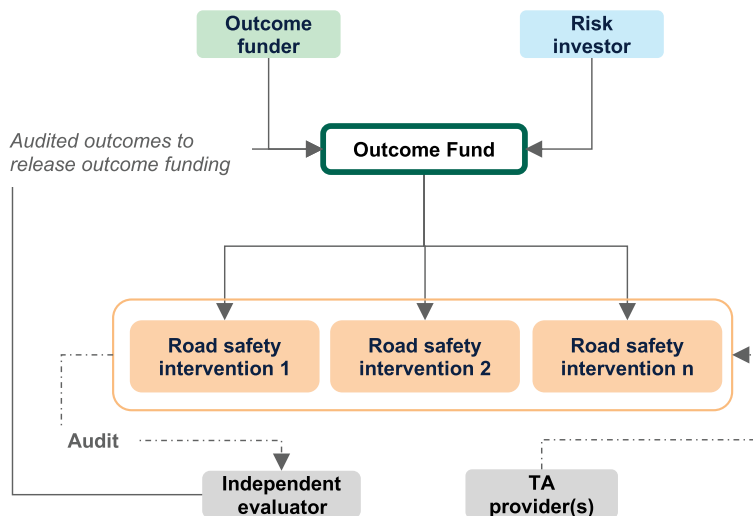 Outcome
funder
Risk
investor
Audited outcomes to
release outcome funding
Outcome Fund
Road safety
intervention 1
Road safety
intervention 2
Road safety
intervention n
Audit
Independent
evaluator
TA
provider(s)